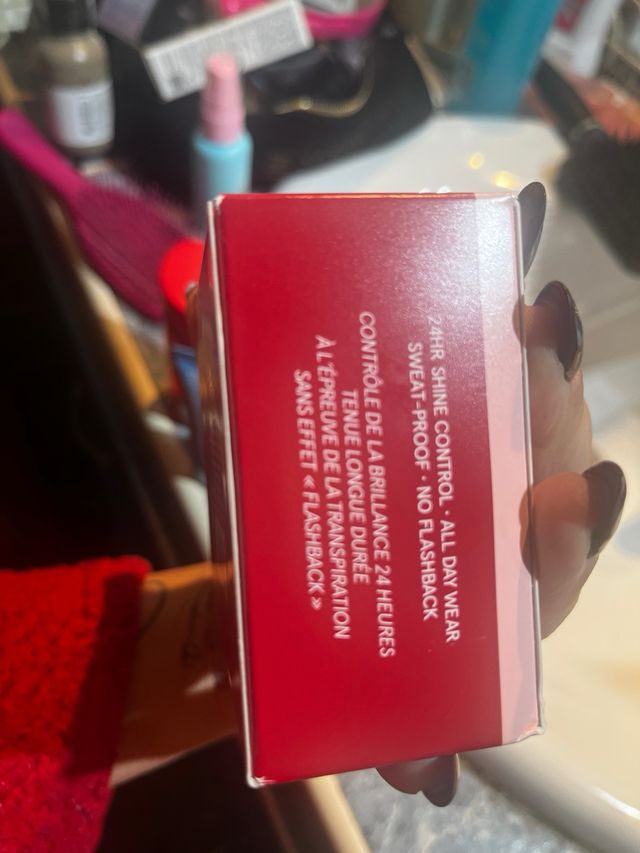 24HR SHINE CONTROL · ALL DAY WEAR
SWEAT-PROOF · NO FLASHBACK
CONTRÔLE DE LA BRILLANCE 24 HEURES
TENUE LONGUE DURÉE
À L'ÉPREUVE DE LA TRANSPIRATION
SANS EFFET « FLASHBACK »